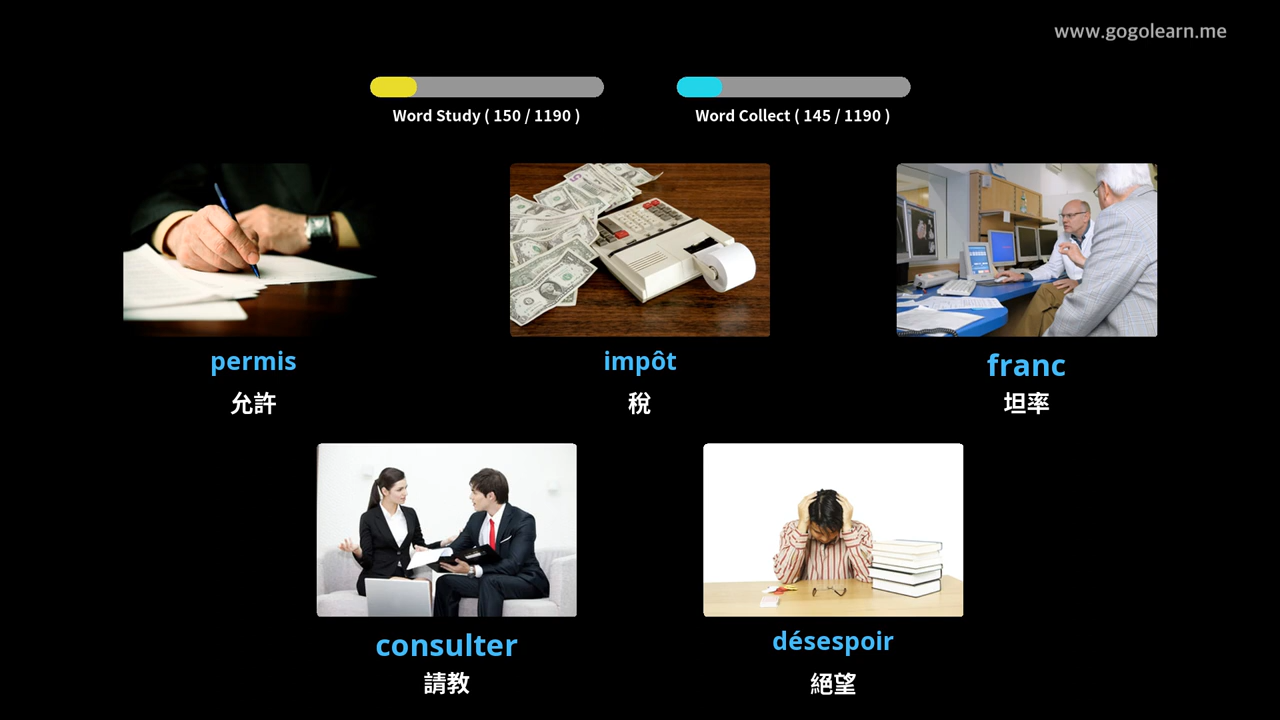 www.gogolearn.me
Word Study ( 150 / 1190 )
Word Collect ( 145 / 1190 )
permis
允許
impôt
稅
franc
坦率
consulter
請教
désespoir
絕望